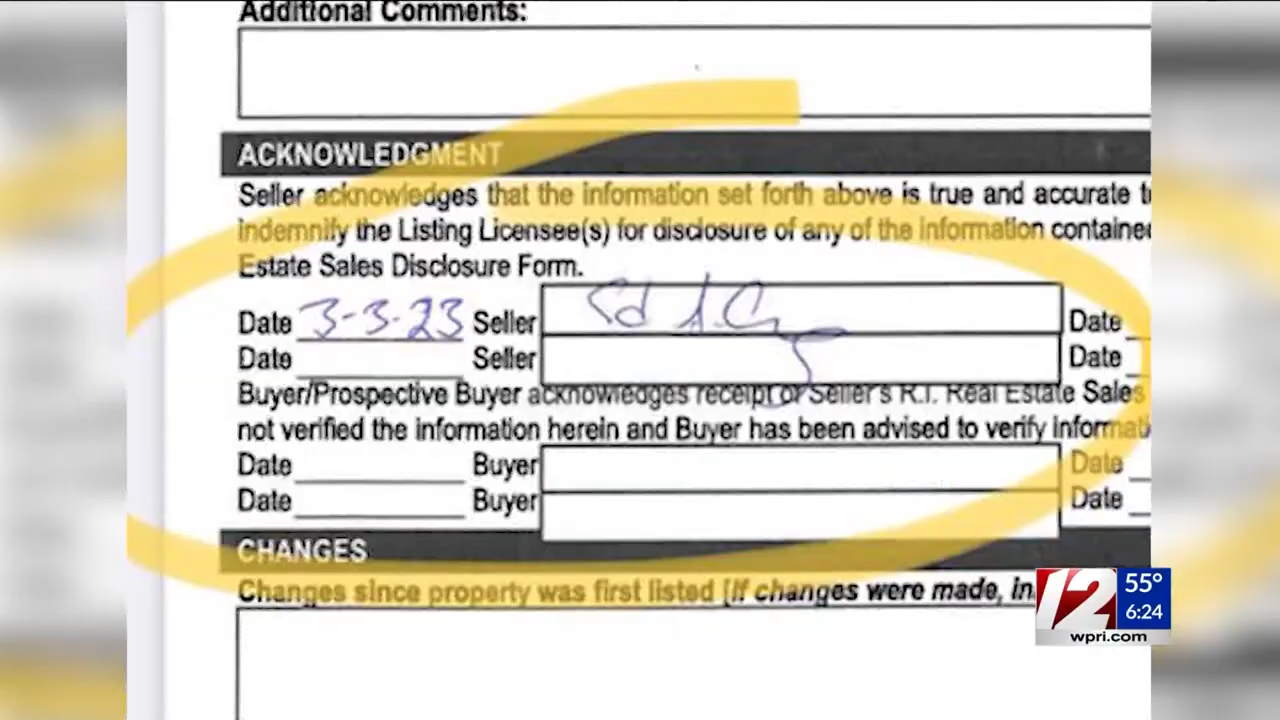 Additional Comments:
ACKNOWLEDGMENT
Seller acknowledges that the information set forth above is true and accurate
indemnify the Listing Licensee(s) for disclosure of any of the information contained
Estate Sales Disclosure Form.
Date 3-3-23 Seller Date
Date Seller Date
Buyer/Prospective Buyer acknowledges receipt of Seller's R.I. Real Estate Sales
not verified the information herein and Buyer has been advised to verify
Date Buyer Date
Date Buyer Date
CHANGES
Changes since property was first listed (If changes were made,
12 55°
6:24
wpri.com